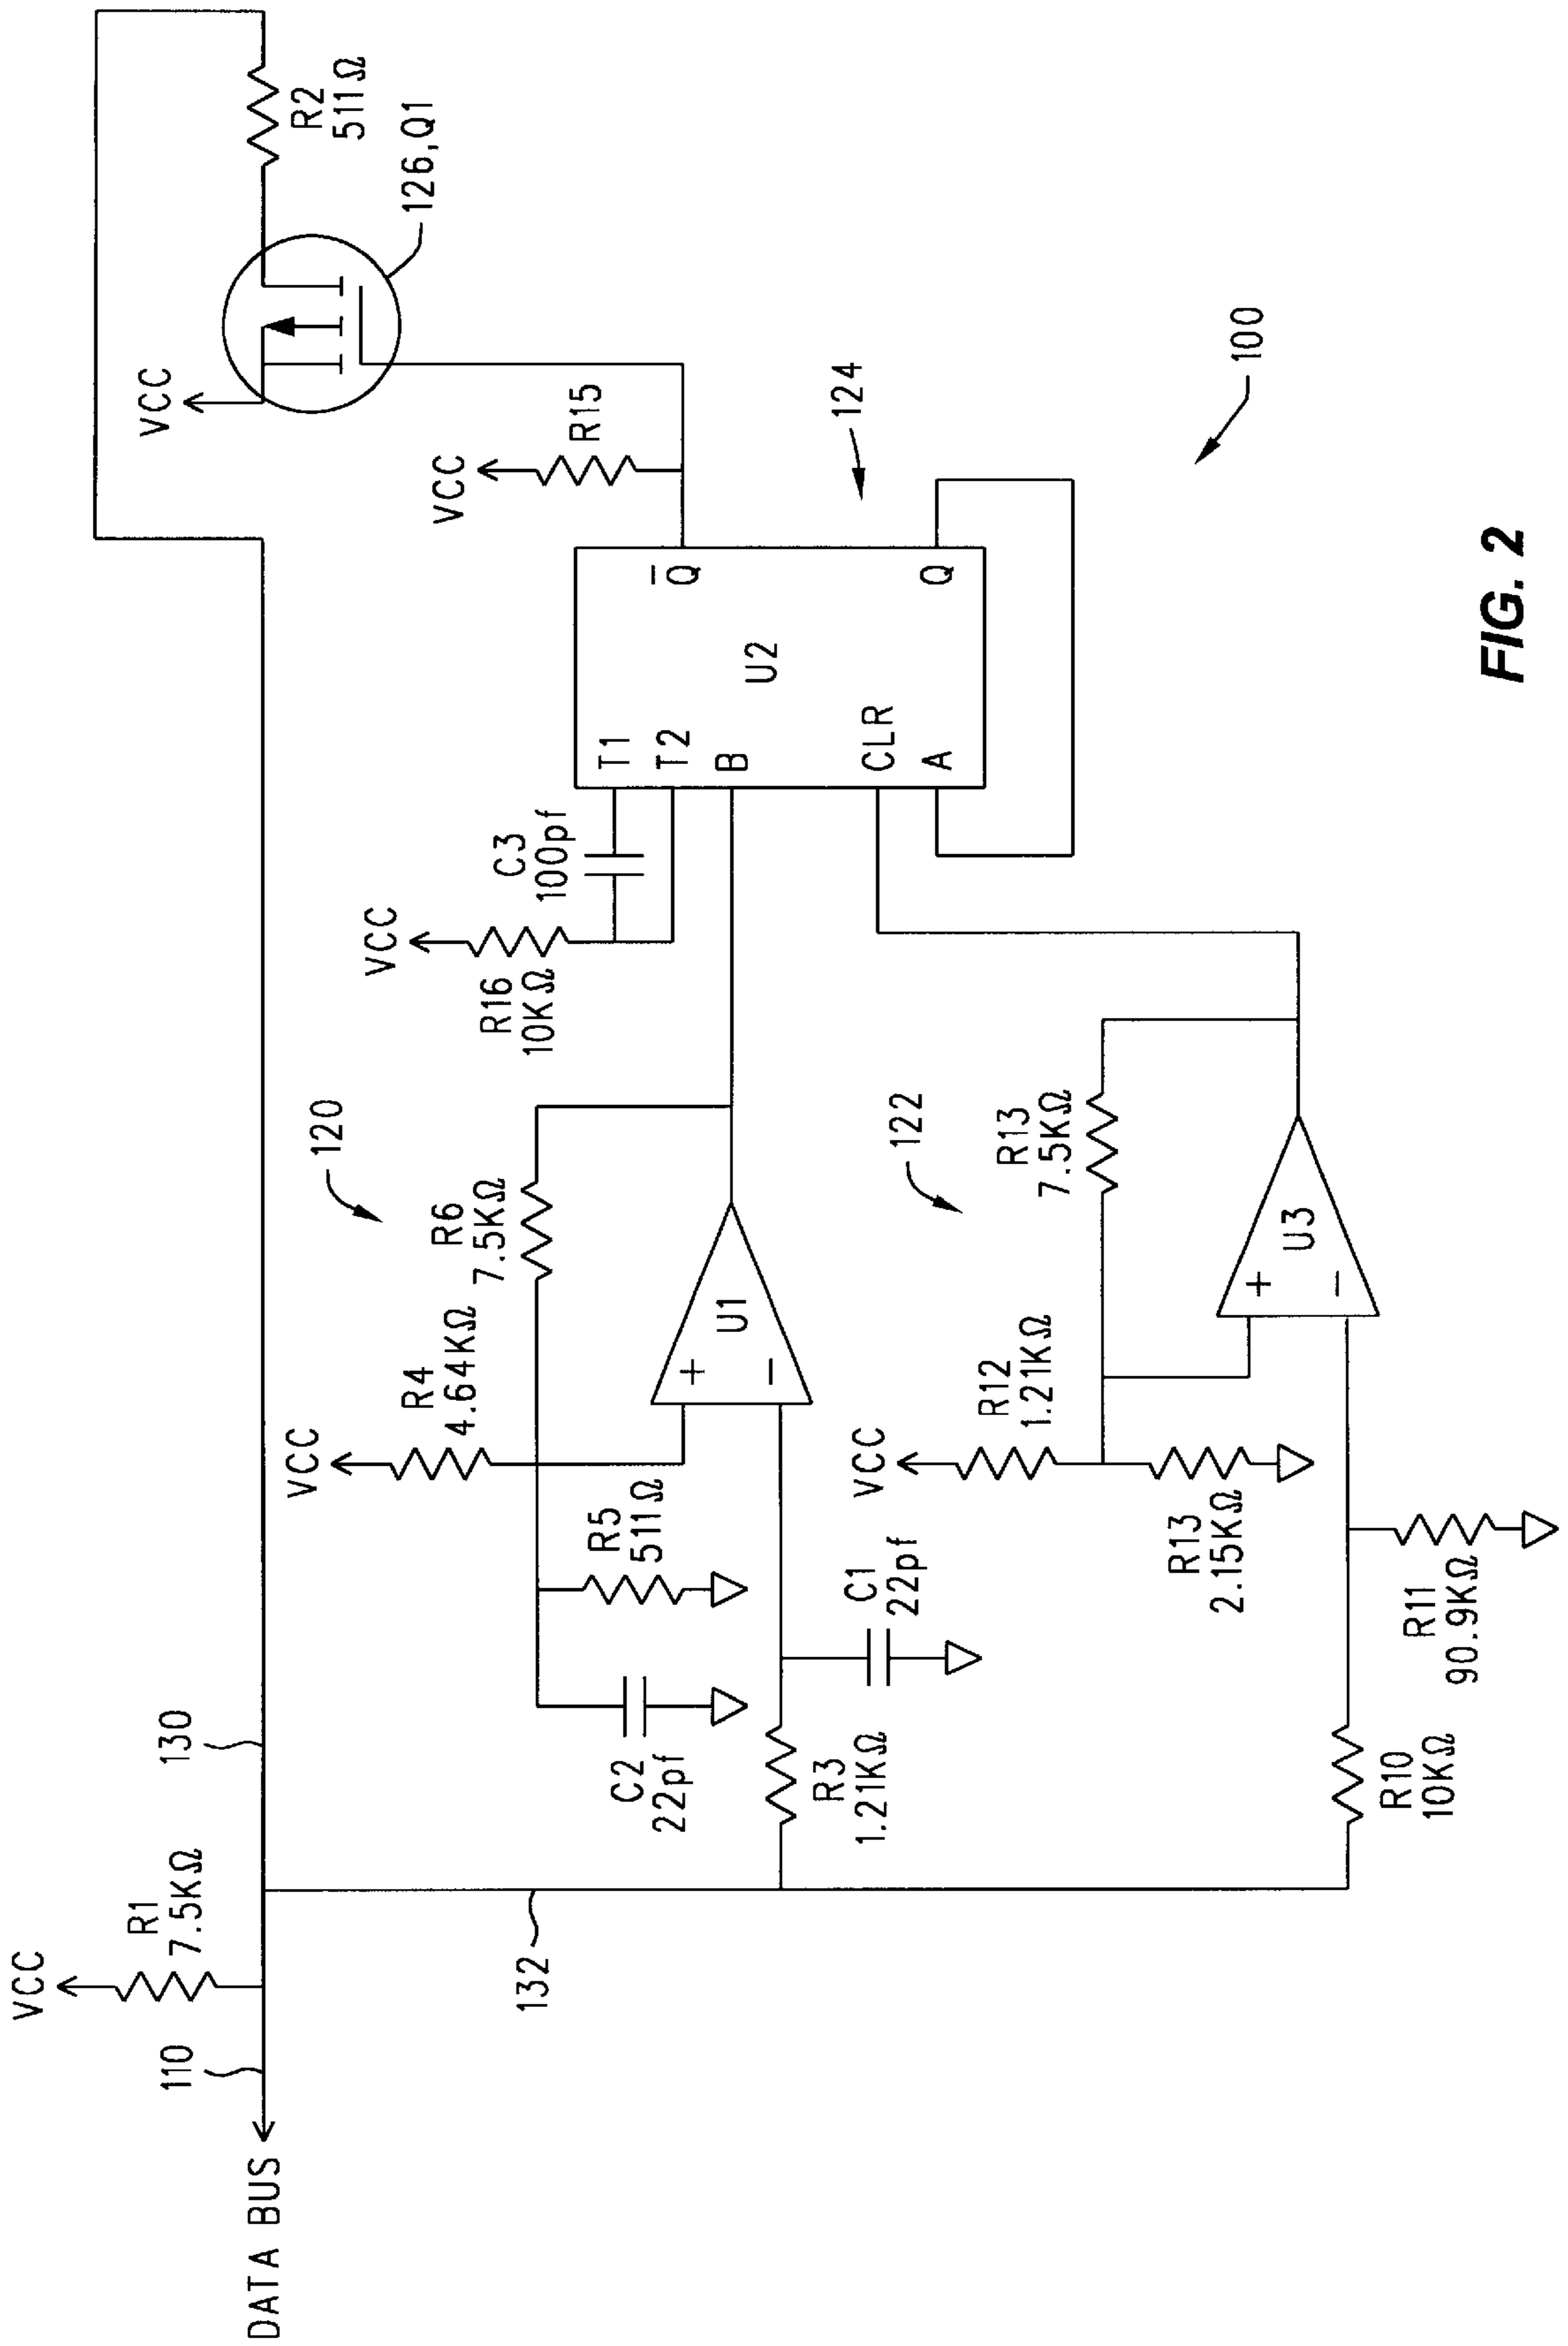 DATA BUS
110
VCC
R1
7.5KΩ
130
132
C2
22pf
R3
1.21KΩ
C1
22pf
R5
511Ω
VCC
R4
4.64KΩ
R6
7.5KΩ
120
+
−
U1
R10
10KΩ
R11
90.9KΩ
VCC
R12
1.21KΩ
R13
2.15KΩ
R13
7.5KΩ
122
+
−
U3
VCC
R16
10KΩ
C3
100pf
T1
T2
B
CLR
A
U2
Q̅
Q
124
VCC
R15
VCC
126,Q1
R2
511Ω
100
FIG. 2